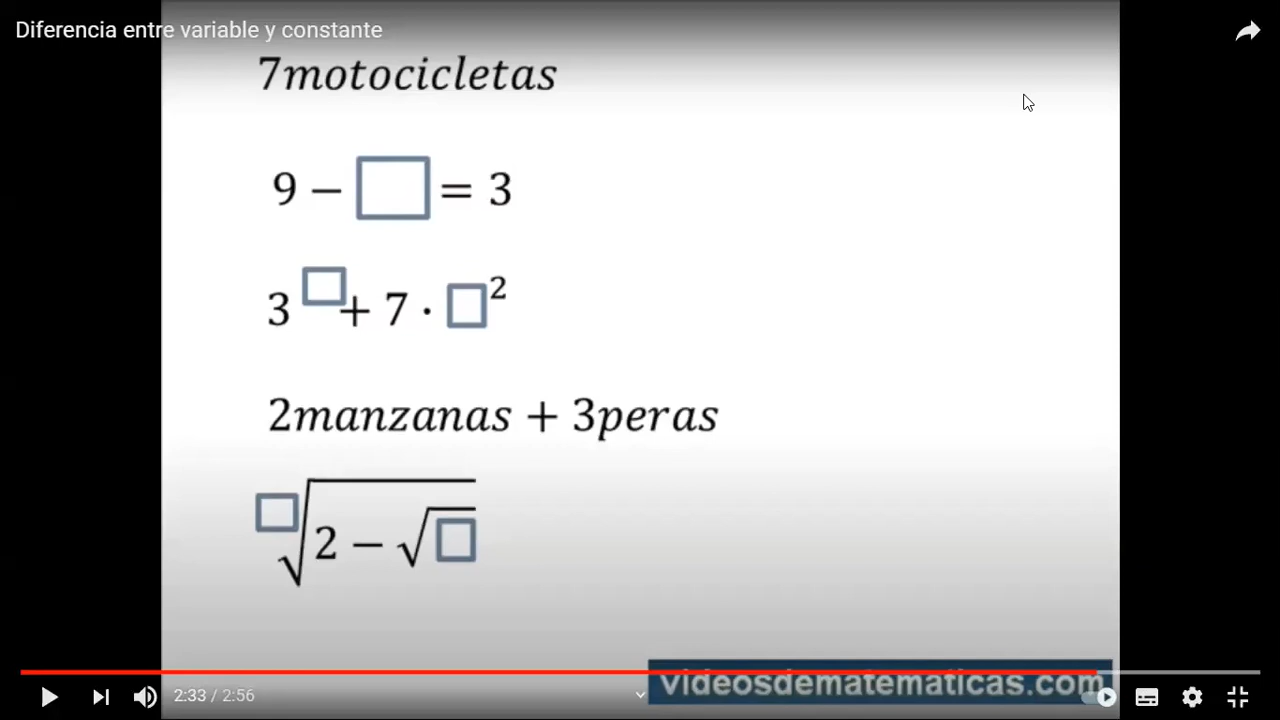 Diferencia entre variable y constante
7motocicletas
9 − □ = 3
3^□ + 7 · □²
2manzanas + 3peras
□√(2 − √□)
videosdematematicas.com
2:33 / 2:56